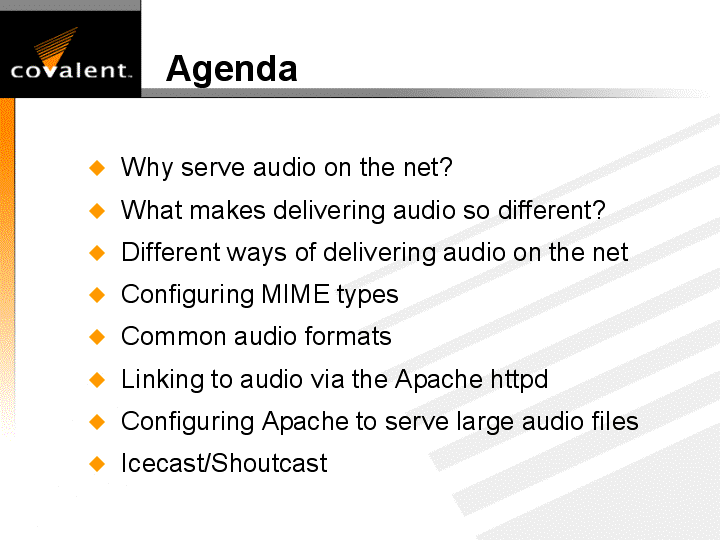 covalent™
Agenda
Why serve audio on the net?
What makes delivering audio so different?
Different ways of delivering audio on the net
Configuring MIME types
Common audio formats
Linking to audio via the Apache httpd
Configuring Apache to serve large audio files
Icecast/Shoutcast